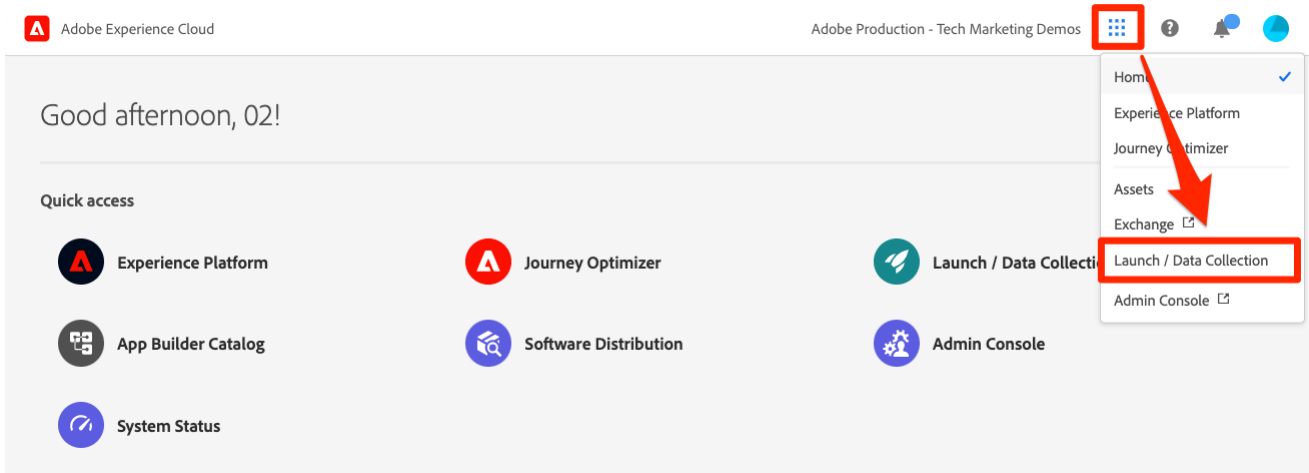 Adobe Experience Cloud
Adobe Production - Tech Marketing Demos
Home
Experience Platform
Journey Optimizer
Assets
Exchange
Launch / Data Collection
Admin Console
Good afternoon, 02!
Quick access
Experience Platform
Journey Optimizer
Launch / Data Collecti
App Builder Catalog
Software Distribution
Admin Console
System Status